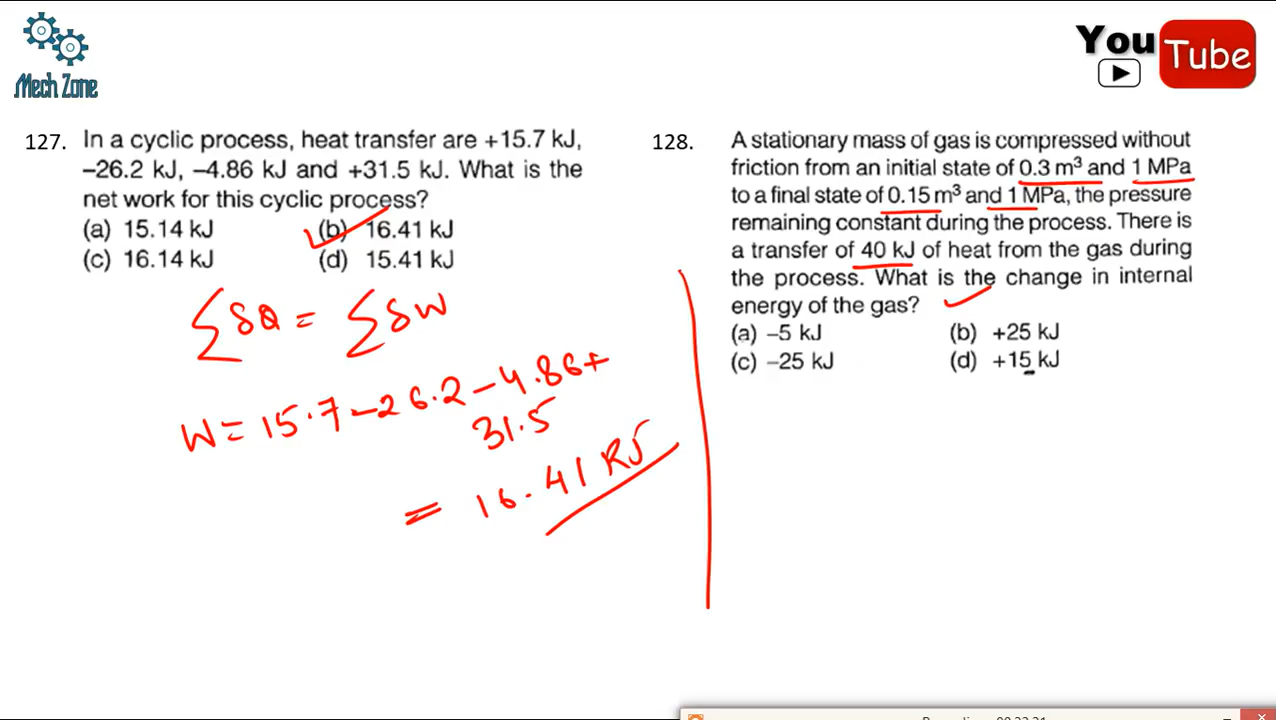 Mech Zone
You Tube
127. In a cyclic process, heat transfer are +15.7 kJ,
–26.2 kJ, –4.86 kJ and +31.5 kJ. What is the
net work for this cyclic process?
(a) 15.14 kJ (b) 16.41 kJ
(c) 16.14 kJ (d) 15.41 kJ
∑ δQ = ∑ δW
W = 15.7 – 26.2 – 4.86 +
31.5
= 16.41 kJ
128. A stationary mass of gas is compressed without
friction from an initial state of 0.3 m³ and 1 MPa
to a final state of 0.15 m³ and 1 MPa, the pressure
remaining constant during the process. There is
a transfer of 40 kJ of heat from the gas during
the process. What is the change in internal
energy of the gas?
(a) –5 kJ (b) +25 kJ
(c) –25 kJ (d) +15 kJ